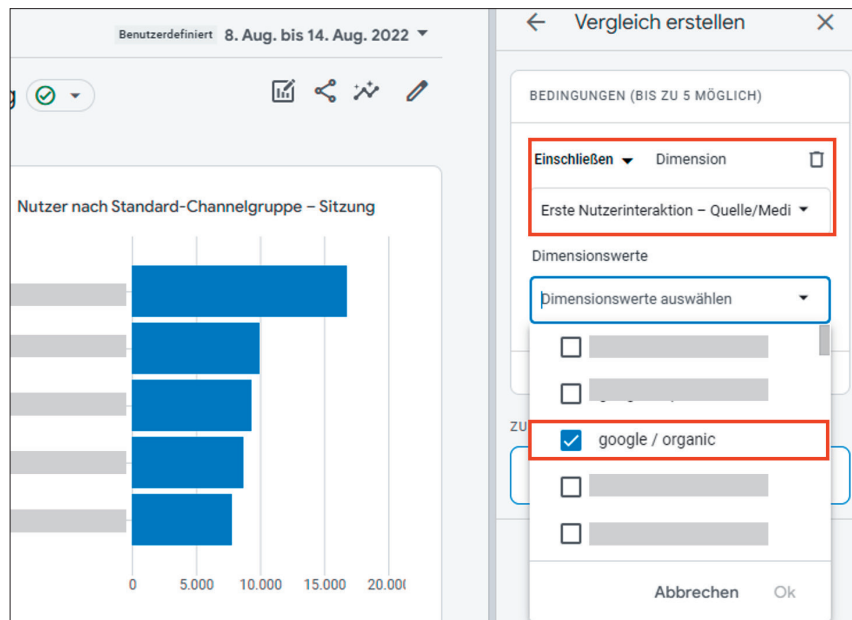 Benutzerdefiniert 8. Aug. bis 14. Aug. 2022
Nutzer nach Standard-Channelgruppe – Sitzung
0 5.000 10.000 15.000 20.000
Vergleich erstellen
BEDINGUNGEN (BIS ZU 5 MÖGLICH)
Einschließen Dimension
Erste Nutzerinteraktion – Quelle/Medi
Dimensionswerte
Dimensionswerte auswählen
google / organic
ZU
Abbrechen Ok